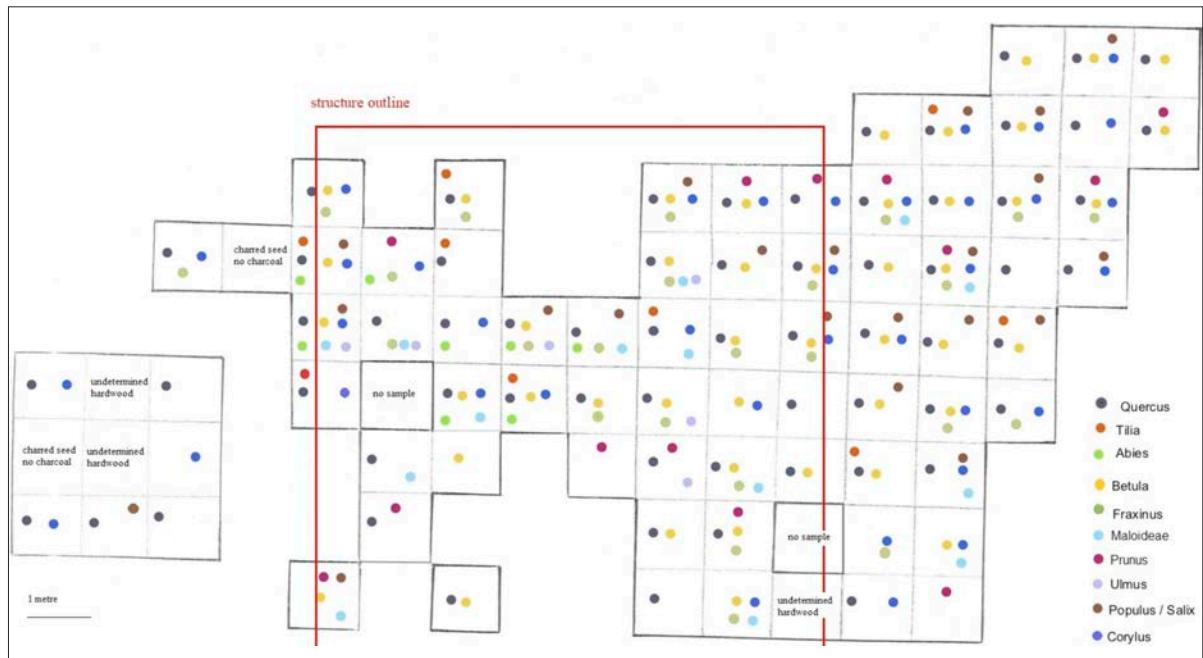 structure outline
charred seed
no charcoal
no sample
undetermined
hardwood
charred seed
no charcoal
undetermined
hardwood
no sample
undetermined
hardwood
1 metre
Quercus
Tilia
Abies
Betula
Fraxinus
Maloideae
Prunus
Ulmus
Populus / Salix
Corylus